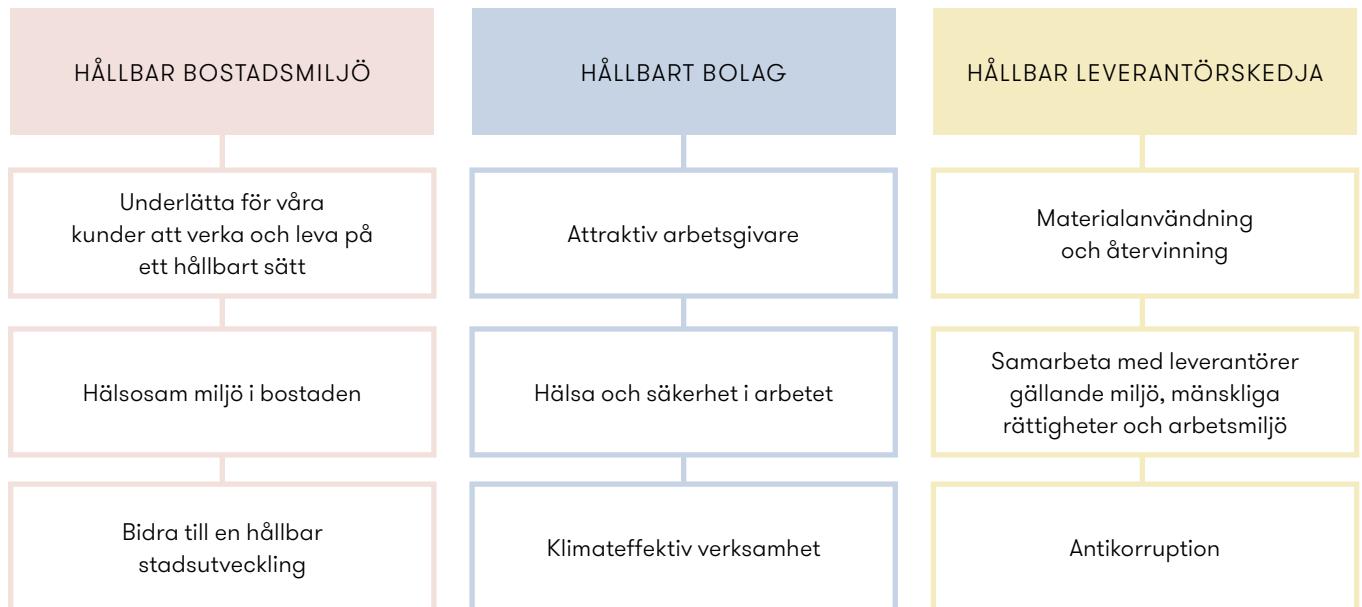 HÅLLBAR BOSTADSMILJÖ
Underlätta för våra
kunder att verka och leva på
ett hållbart sätt
Hälsosam miljö i bostaden
Bidra till en hållbar
stadsutveckling
HÅLLBART BOLAG
Attraktiv arbetsgivare
Hälsa och säkerhet i arbetet
Klimateffektiv verksamhet
HÅLLBAR LEVERANTÖRSKEDJA
Materialanvändning
och återvinning
Samarbeta med leverantörer
gällande miljö, mänskliga
rättigheter och arbetsmiljö
Antikorruption